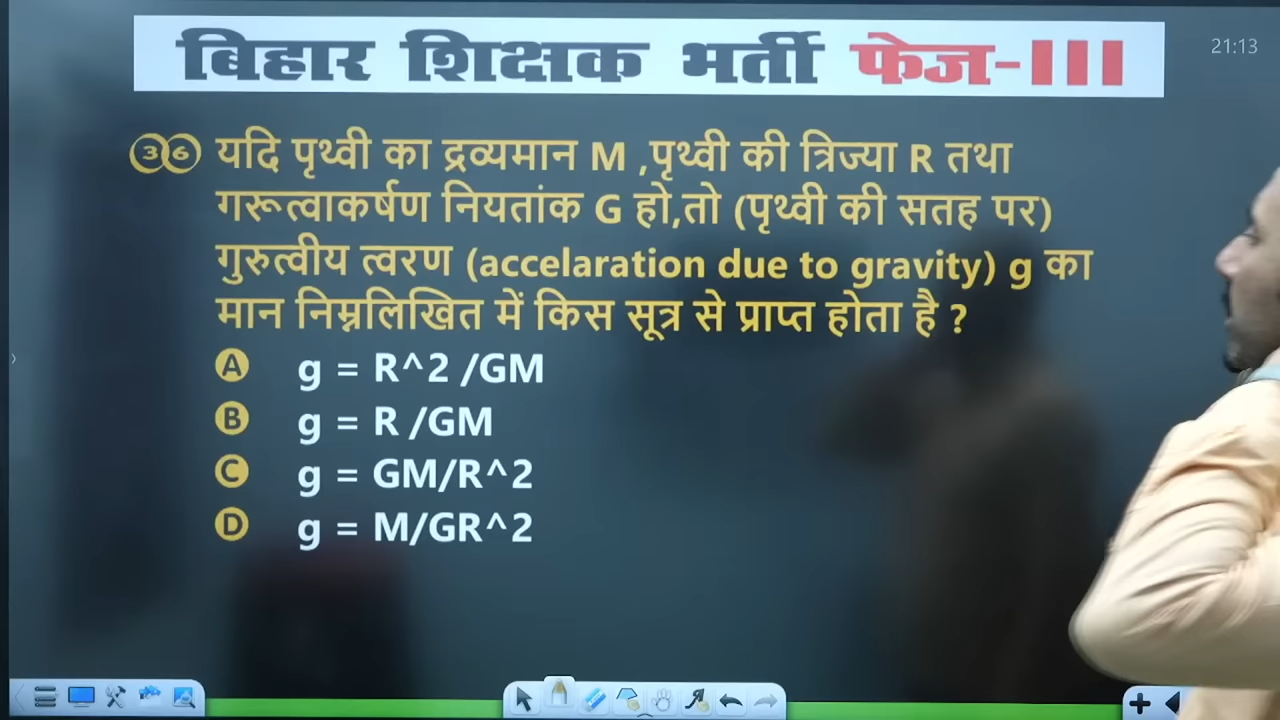 बिहार शिक्षक भर्ती फेज-III
21:13
36 यदि पृथ्वी का द्रव्यमान M ,पृथ्वी की त्रिज्या R तथा
गरूत्वाकर्षण नियतांक G हो,तो (पृथ्वी की सतह पर)
गुरुत्वीय त्वरण (accelaration due to gravity) g का
मान निम्नलिखित में किस सूत्र से प्राप्त होता है ?
A g = R^2 /GM
B g = R /GM
C g = GM/R^2
D g = M/GR^2